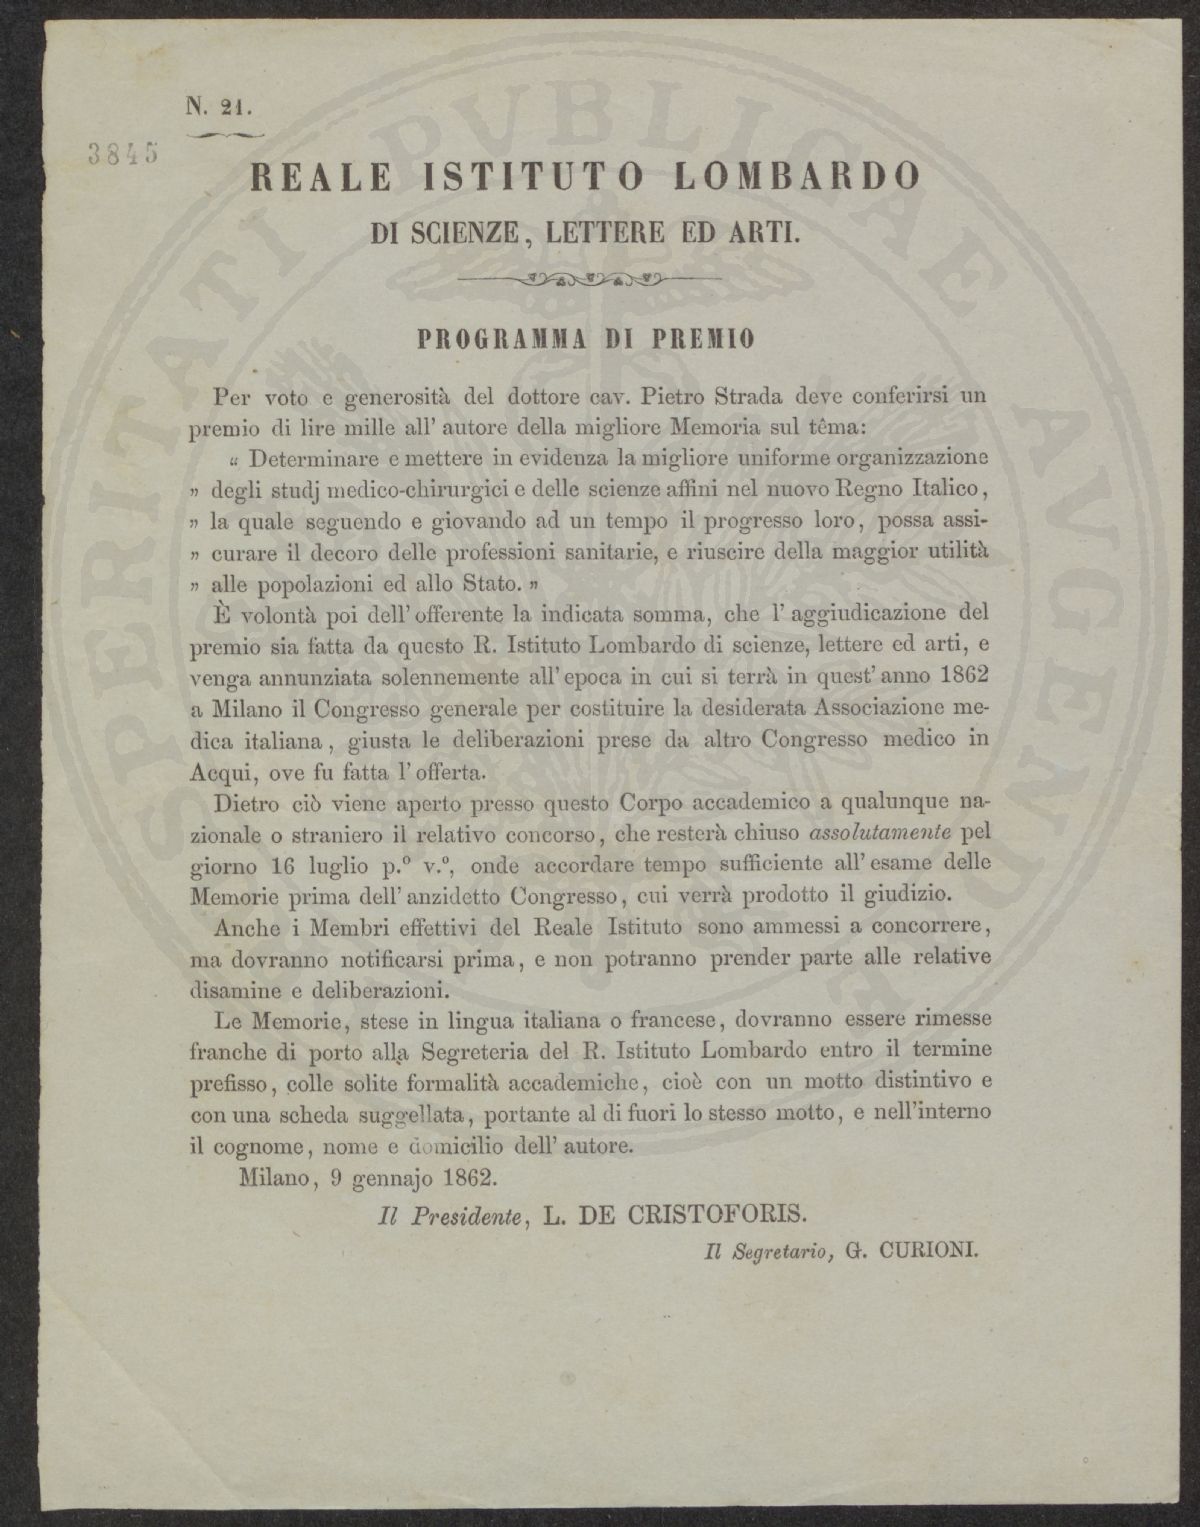 N. 21.
3845
REALE ISTITUTO LOMBARDO
DI SCIENZE, LETTERE ED ARTI.
PROGRAMMA DI PREMIO
Per voto e generosità del dottore cav. Pietro Strada deve conferirsi un
premio di lire mille all' autore della migliore Memoria sul têma:
“ Determinare e mettere in evidenza la migliore uniforme organizzazione
” degli studj medico-chirurgici e delle scienze affini nel nuovo Regno Italico,
” la quale seguendo e giovando ad un tempo il progresso loro, possa assi-
” curare il decoro delle professioni sanitarie, e riuscire della maggior utilità
” alle popolazioni ed allo Stato. ”
È volontà poi dell' offerente la indicata somma, che l' aggiudicazione del
premio sia fatta da questo R. Istituto Lombardo di scienze, lettere ed arti, e
venga annunziata solennemente all' epoca in cui si terrà in quest' anno 1862
a Milano il Congresso generale per costituire la desiderata Associazione me-
dica italiana, giusta le deliberazioni prese da altro Congresso medico in
Acqui, ove fu fatta l' offerta.
Dietro ciò viene aperto presso questo Corpo accademico a qualunque na-
zionale o straniero il relativo concorso, che resterà chiuso assolutamente pel
giorno 16 luglio p.º v.º, onde accordare tempo sufficiente all' esame delle
Memorie prima dell' anzidetto Congresso, cui verrà prodotto il giudizio.
Anche i Membri effettivi del Reale Istituto sono ammessi a concorrere,
ma dovranno notificarsi prima, e non potranno prender parte alle relative
disamine e deliberazioni.
Le Memorie, stese in lingua italiana o francese, dovranno essere rimesse
franche di porto alla Segreteria del R. Istituto Lombardo entro il termine
prefisso, colle solite formalità accademiche, cioè con un motto distintivo e
con una scheda suggellata, portante al di fuori lo stesso motto, e nell'interno
il cognome, nome e domicilio dell' autore.
Milano, 9 gennajo 1862.
Il Presidente, L. DE CRISTOFORIS.
Il Segretario, G. CURIONI.
PROSPERITATI PUBLICAE AUGENDAE